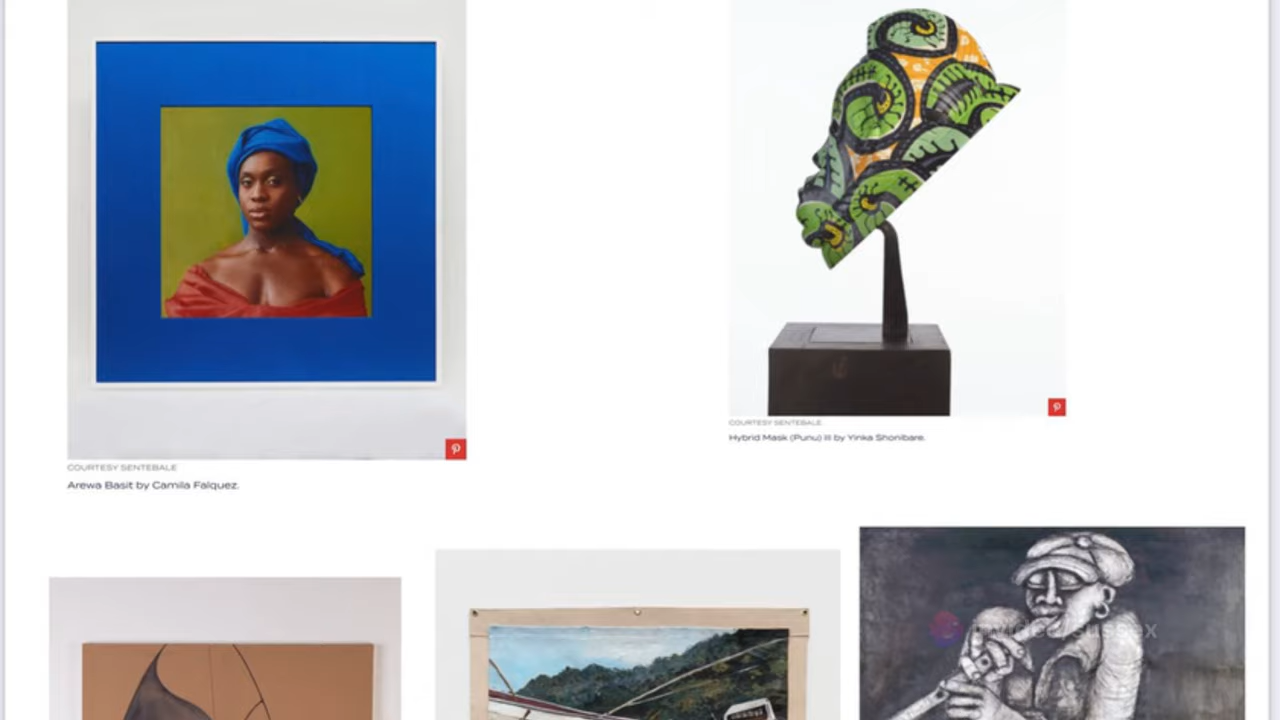 COURTESY SENTEBALE
Hybrid Mask (Punu) III by Yinka Shonibare.
COURTESY SENTEBALE
Arewa Basit by Camila Falquez.